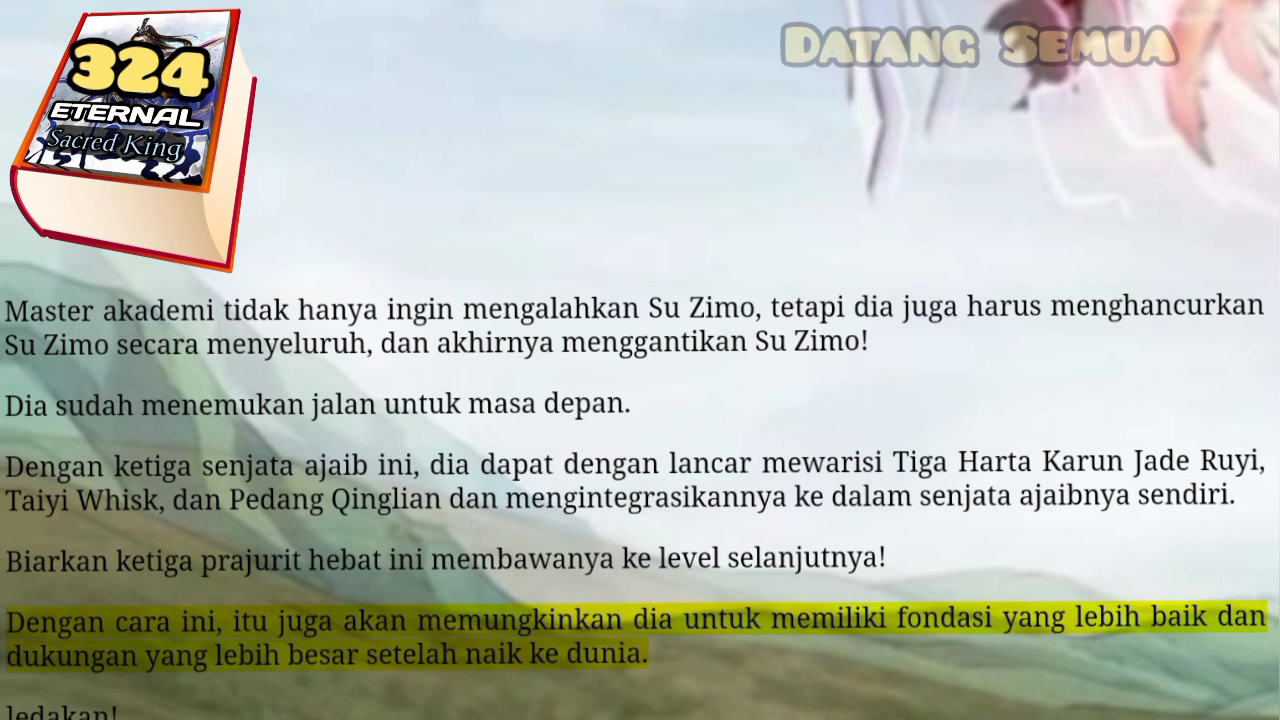 324
ETERNAL
Sacred King
DATANG SEMUA
Master akademi tidak hanya ingin mengalahkan Su Zimo, tetapi dia juga harus menghancurkan
Su Zimo secara menyeluruh, dan akhirnya menggantikan Su Zimo!
Dia sudah menemukan jalan untuk masa depan.
Dengan ketiga senjata ajaib ini, dia dapat dengan lancar mewarisi Tiga Harta Karun Jade Ruyi,
Taiyi Whisk, dan Pedang Qinglian dan mengintegrasikannya ke dalam senjata ajaibnya sendiri.
Biarkan ketiga prajurit hebat ini membawanya ke level selanjutnya!
Dengan cara ini, itu juga akan memungkinkan dia untuk memiliki fondasi yang lebih baik dan
dukungan yang lebih besar setelah naik ke dunia.
ledakan!